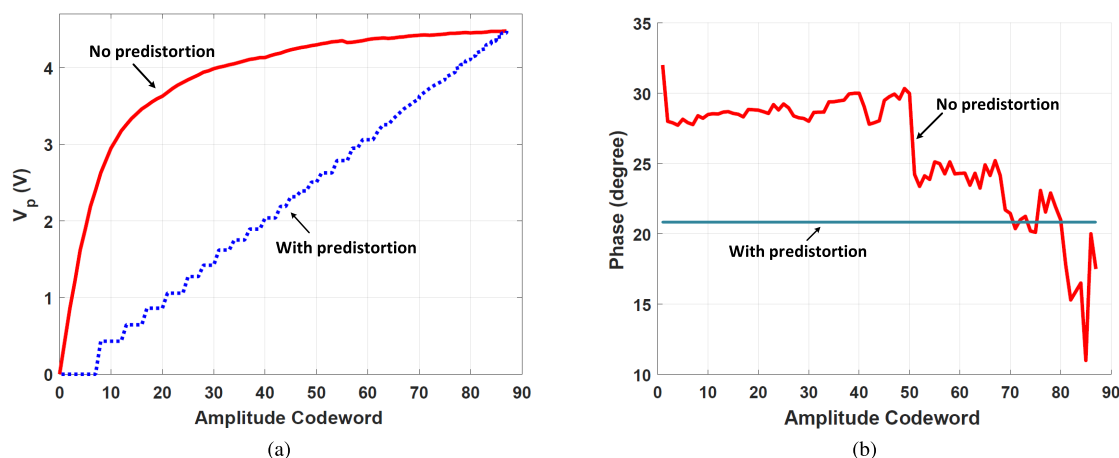 No predistortion
With predistortion
V_p (V)
0
1
2
3
4
0 10 20 30 40 50 60 70 80 90
Amplitude Codeword
(a)
No predistortion
With predistortion
Phase (degree)
35
30
25
20
15
10
0 10 20 30 40 50 60 70 80 90
Amplitude Codeword
(b)